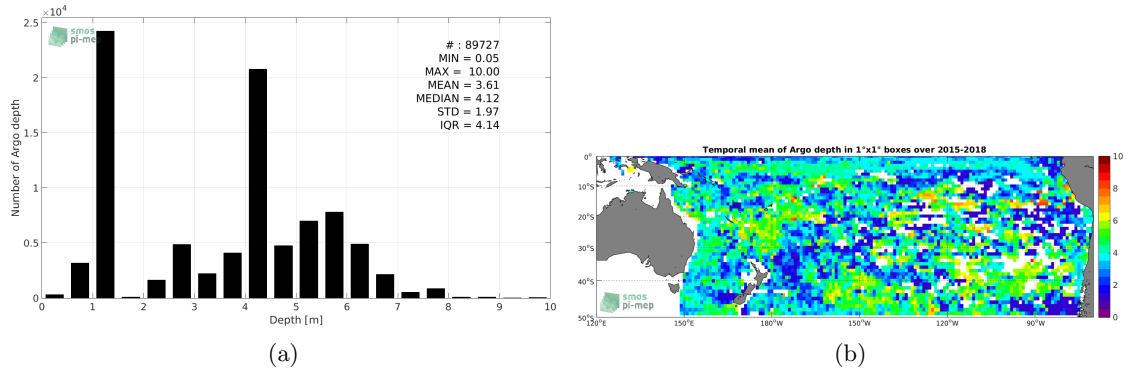 2.5
×10⁴
smos
pi-mep
# : 89727
MIN = 0.05
MAX = 10.00
MEAN = 3.61
MEDIAN = 4.12
STD = 1.97
IQR = 4.14
2
1.5
1
0.5
0
Number of Argo depth
0 1 2 3 4 5 6 7 8 9 10
Depth [m]
(a)
Temporal mean of Argo depth in 1°x1° boxes over 2015-2018
0°
10°S
20°S
30°S
40°S
50°S
smos
pi-mep
120°E 150°E 180°W 150°W 120°W 90°W
10
8
6
4
2
0
(b)